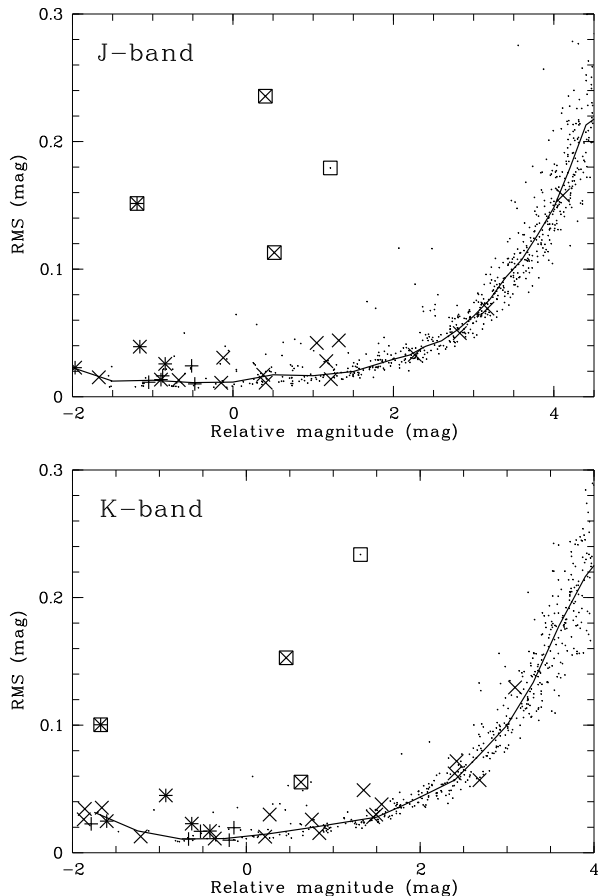 0.3
J-band
0.2
RMS (mag)
0.1
0
-2 0 2 4
Relative magnitude (mag)
0.3
K-band
0.2
RMS (mag)
0.1
0
-2 0 2 4
Relative magnitude (mag)